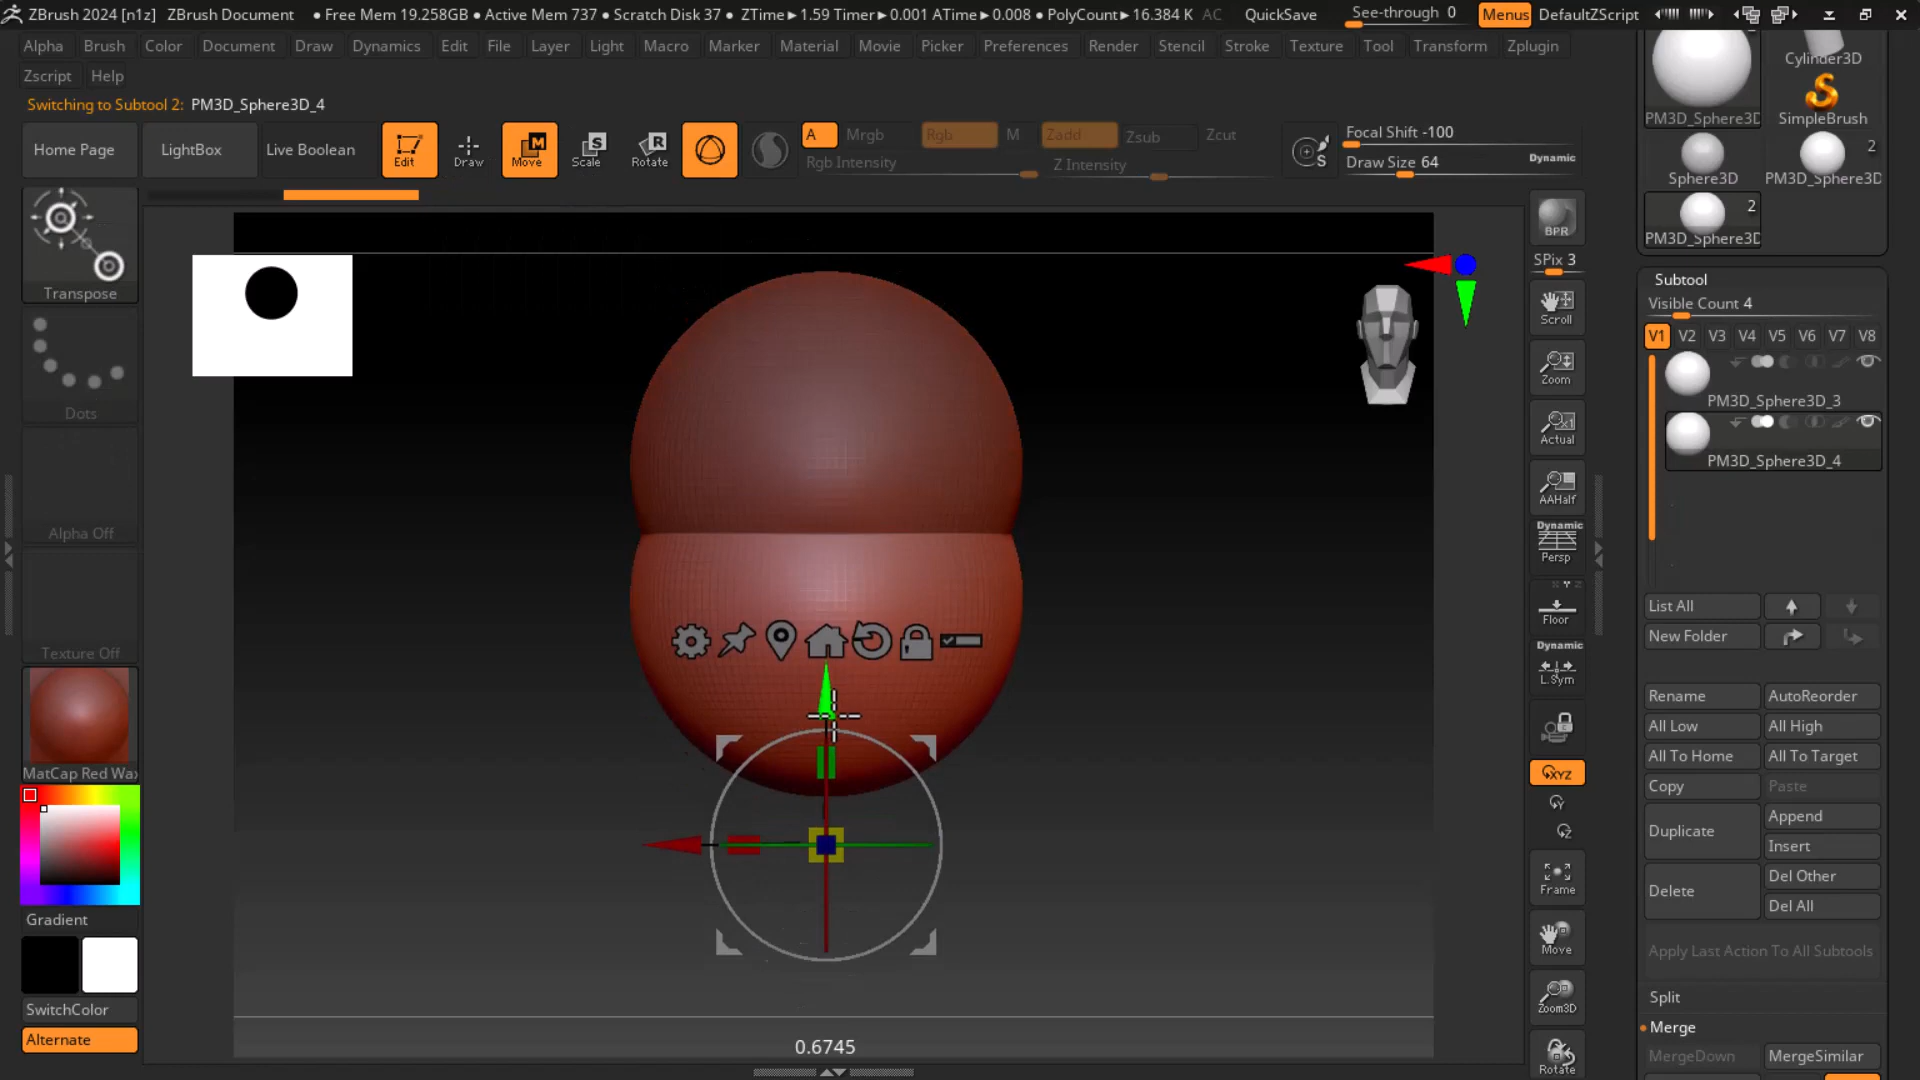 ZBrush 2024 [n1z] ZBrush Document • Free Mem 19.258GB • Active Mem 737 • Scratch Disk 37 • ZTime►1.59 Timer►0.001 ATime►0.008 • PolyCount►16.384 K AC QuickSave See-through 0 Menus DefaultZScript
Alpha Brush Color Document Draw Dynamics Edit File Layer Light Macro Marker Material Movie Picker Preferences Render Stencil Stroke Texture Tool Transform Zplugin
Zscript Help
Switching to Subtool 2: PM3D_Sphere3D_4
Home Page LightBox Live Boolean Edit Draw Move Scale Rotate A Mrgb Rgb M Zadd Zsub Zcut
Rgb Intensity Z Intensity
Focal Shift -100
Draw Size 64 Dynamic
Transpose
Dots
Alpha Off
Texture Off
MatCap Red Wax
Gradient
SwitchColor
Alternate
0.6745
BPR
SPix 3
Scroll
Zoom
Actual
AAHalf
Dynamic
Persp
Floor
Dynamic
L.Sym
XYZ
Y
Z
Frame
Move
Zoom3D
Rotate
Cylinder3D
PM3D_Sphere3D SimpleBrush
2
Sphere3D PM3D_Sphere3D
2
PM3D_Sphere3D
Subtool
Visible Count 4
V1 V2 V3 V4 V5 V6 V7 V8
PM3D_Sphere3D_3
PM3D_Sphere3D_4
List All
New Folder
Rename AutoReorder
All Low All High
All To Home All To Target
Copy Paste
Duplicate Append
Insert
Delete Del Other
Del All
Apply Last Action To All Subtools
Split
Merge
MergeDown MergeSimilar